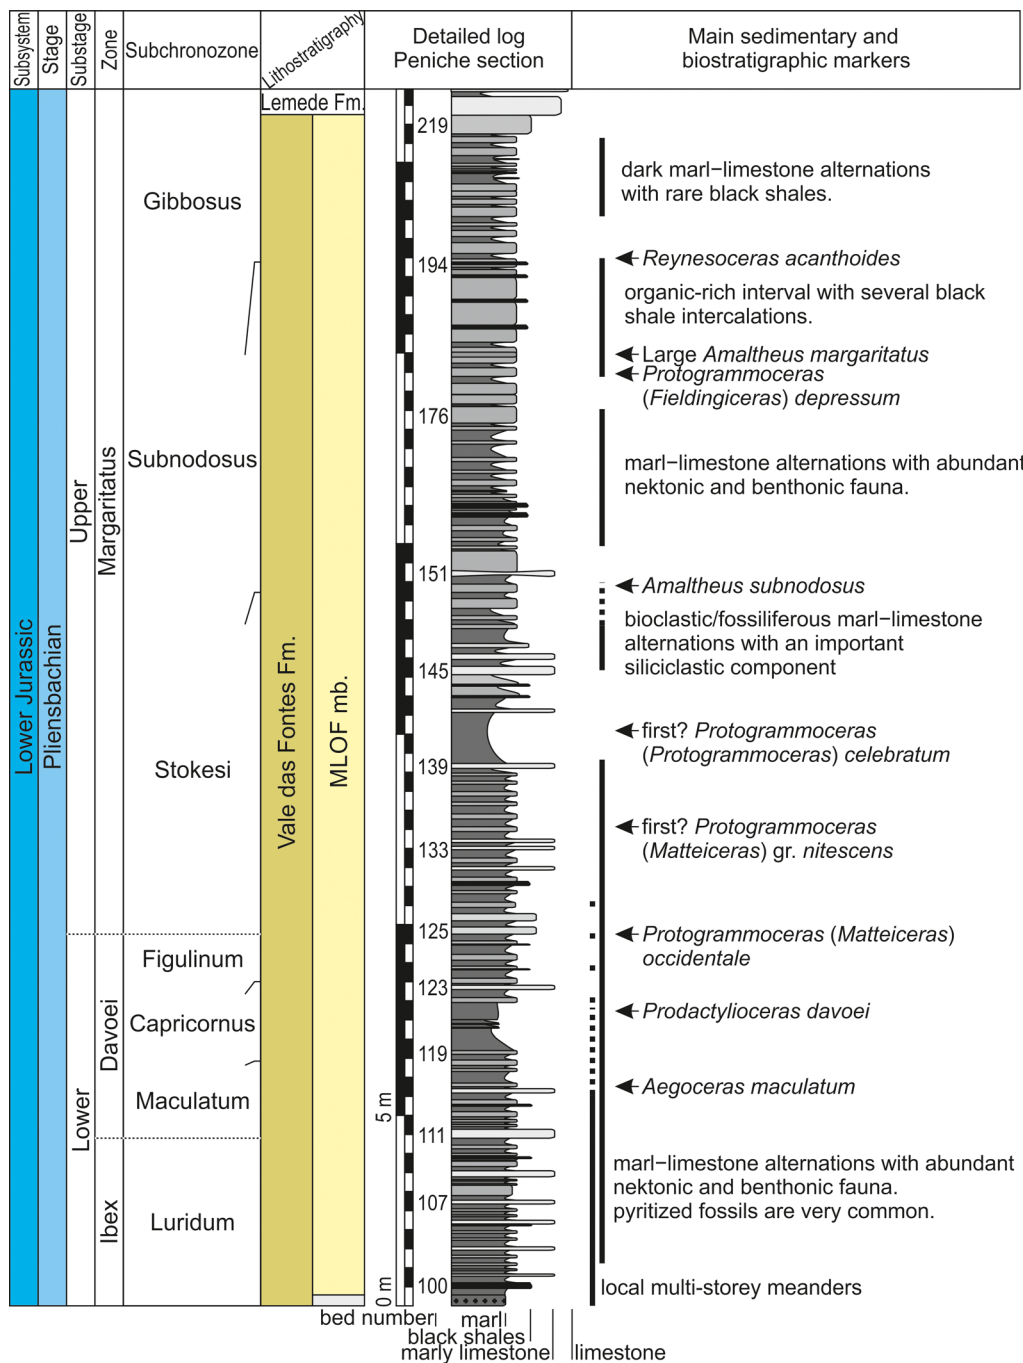 Subsystem
Stage
Substage
Zone
Subchronozone
Lithostratigraphy
Detailed log
Peniche section
Main sedimentary and
biostratigraphic markers
Lower Jurassic
Pliensbachian
Upper
Lower
Margaritatus
Davoei
Ibex
Gibbosus
Subnodosus
Stokesi
Figulinum
Capricornus
Maculatum
Luridum
Lemede Fm.
Vale das Fontes Fm.
MLOF mb.
5 m
0 m
219
194
176
151
145
139
133
125
123
119
111
107
100
dark marl–limestone alternations
with rare black shales.
Reynesoceras acanthoides
organic-rich interval with several black
shale intercalations.
Large Amaltheus margaritatus
Protogrammoceras
(Fieldingiceras) depressum
marl–limestone alternations with abundant
nektonic and benthonic fauna.
Amaltheus subnodosus
bioclastic/fossiliferous marl–limestone
alternations with an important
siliciclastic component
first? Protogrammoceras
(Protogrammoceras) celebratum
first? Protogrammoceras
(Matteiceras) gr. nitescens
Protogrammoceras (Matteiceras)
occidentale
Prodactylioceras davoei
Aegoceras maculatum
marl–limestone alternations with abundant
nektonic and benthonic fauna.
pyritized fossils are very common.
local multi-storey meanders
bed number
marl
black shales
marly limestone
limestone